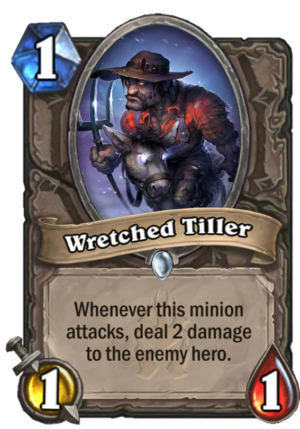 1
Wretched Tiller
Whenever this minion
attacks, deal 2 damage
to the enemy hero.
1 1